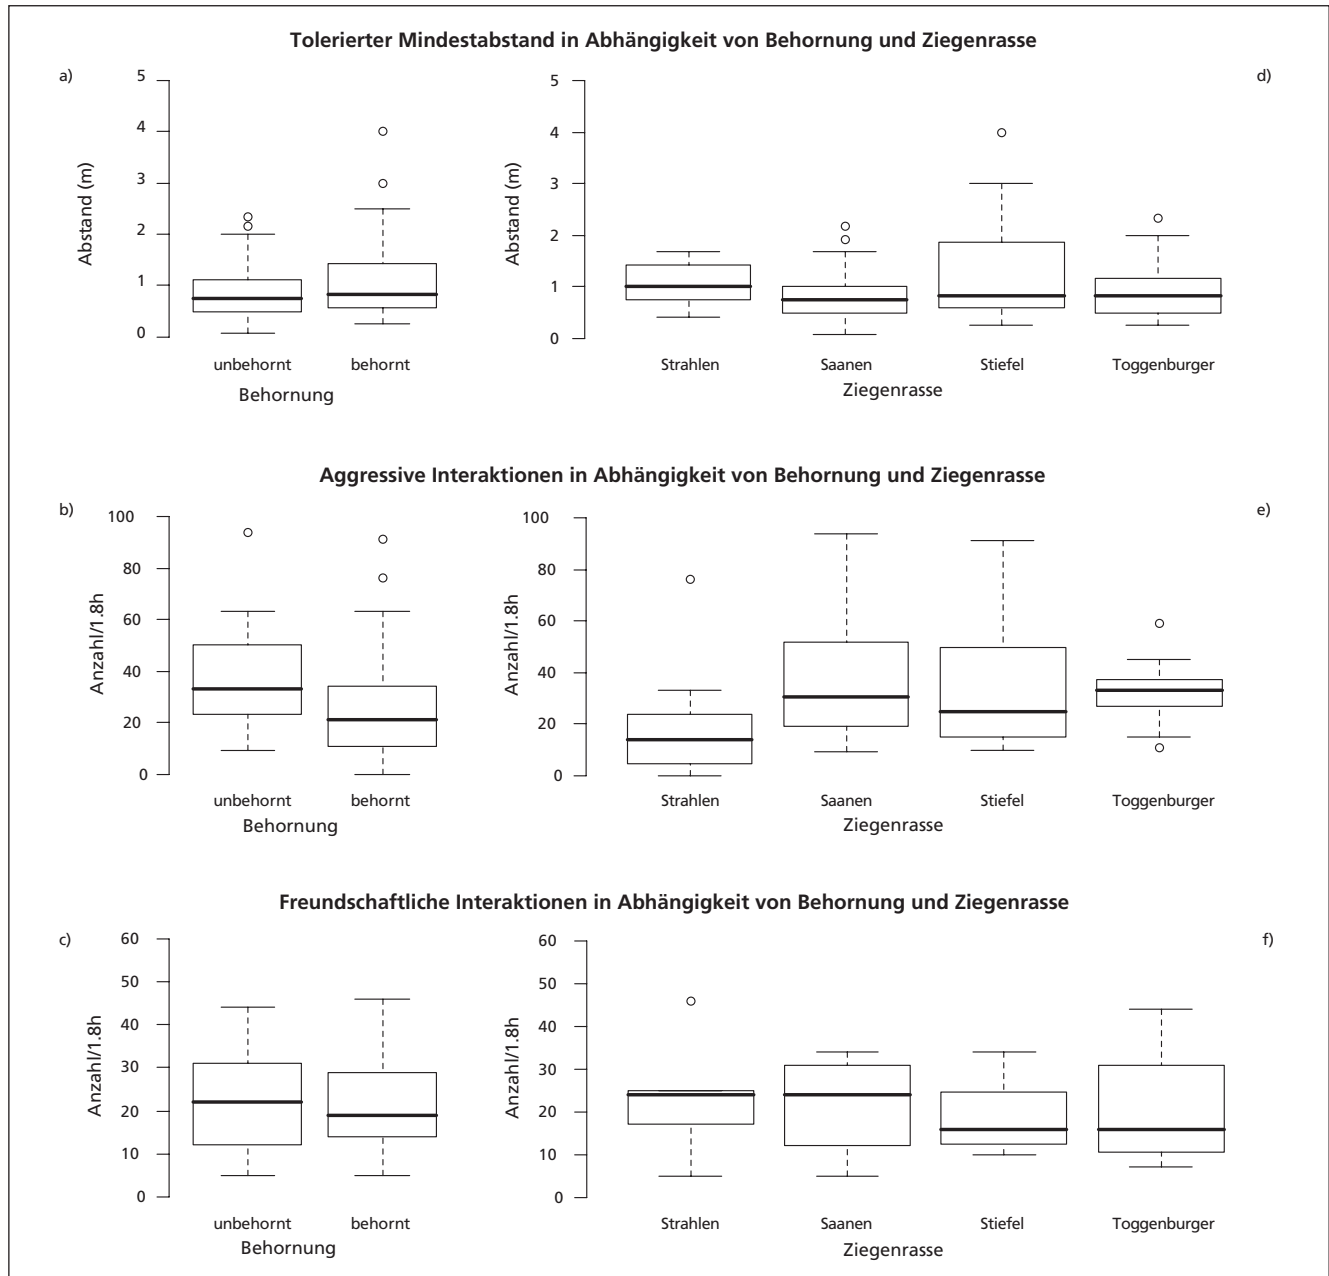 Tolerierter Mindestabstand in Abhängigkeit von Behornung und Ziegenrasse
a)
5
4
3
2
1
0
Abstand (m)
unbehornt behornt
Behornung
d)
5
4
3
2
1
0
Abstand (m)
Strahlen Saanen Stiefel Toggenburger
Ziegenrasse
Aggressive Interaktionen in Abhängigkeit von Behornung und Ziegenrasse
b)
100
80
60
40
20
0
Anzahl/1.8h
unbehornt behornt
Behornung
e)
100
80
60
40
20
0
Anzahl/1.8h
Strahlen Saanen Stiefel Toggenburger
Ziegenrasse
Freundschaftliche Interaktionen in Abhängigkeit von Behornung und Ziegenrasse
c)
60
50
40
30
20
10
0
Anzahl/1.8h
unbehornt behornt
Behornung
f)
60
50
40
30
20
10
0
Anzahl/1.8h
Strahlen Saanen Stiefel Toggenburger
Ziegenrasse